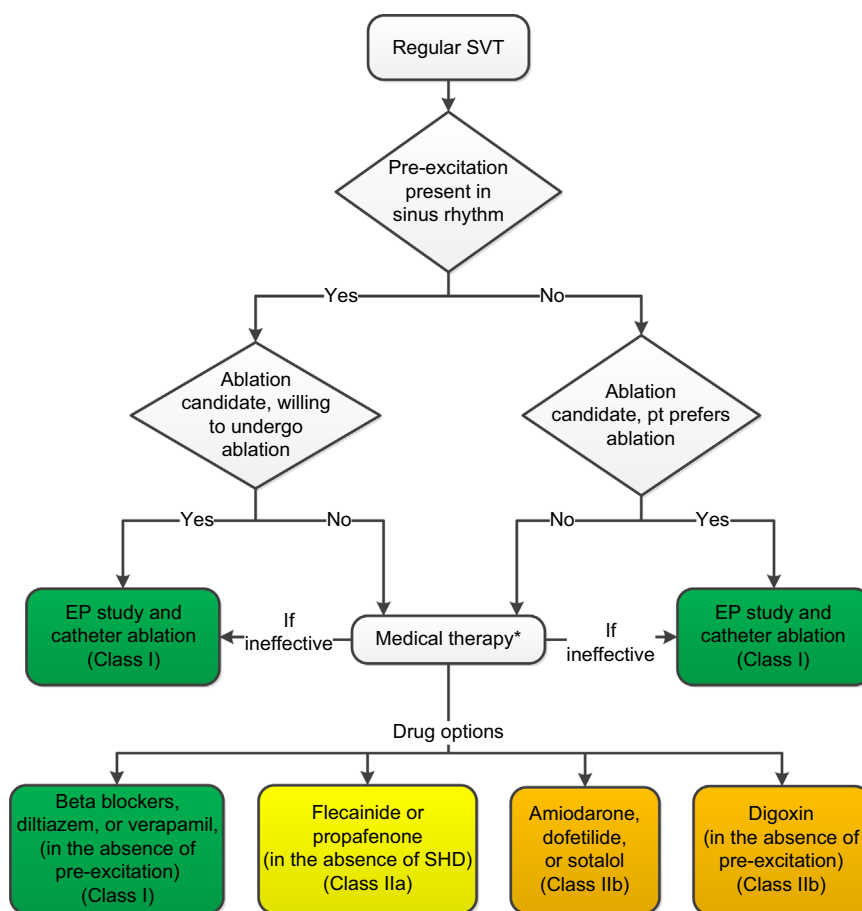 Regular SVT
Pre-excitation
present in
sinus rhythm
Yes
No
Ablation
candidate, willing
to undergo
ablation
Ablation
candidate, pt prefers
ablation
Yes
No
No
Yes
EP study and
catheter ablation
(Class I)
If
ineffective
Medical therapy*
If
ineffective
EP study and
catheter ablation
(Class I)
Drug options
Beta blockers,
diltiazem, or verapamil,
(in the absence of
pre-excitation)
(Class I)
Flecainide or
propafenone
(in the absence of SHD)
(Class IIa)
Amiodarone,
dofetilide,
or sotalol
(Class IIb)
Digoxin
(in the absence of
pre-excitation)
(Class IIb)